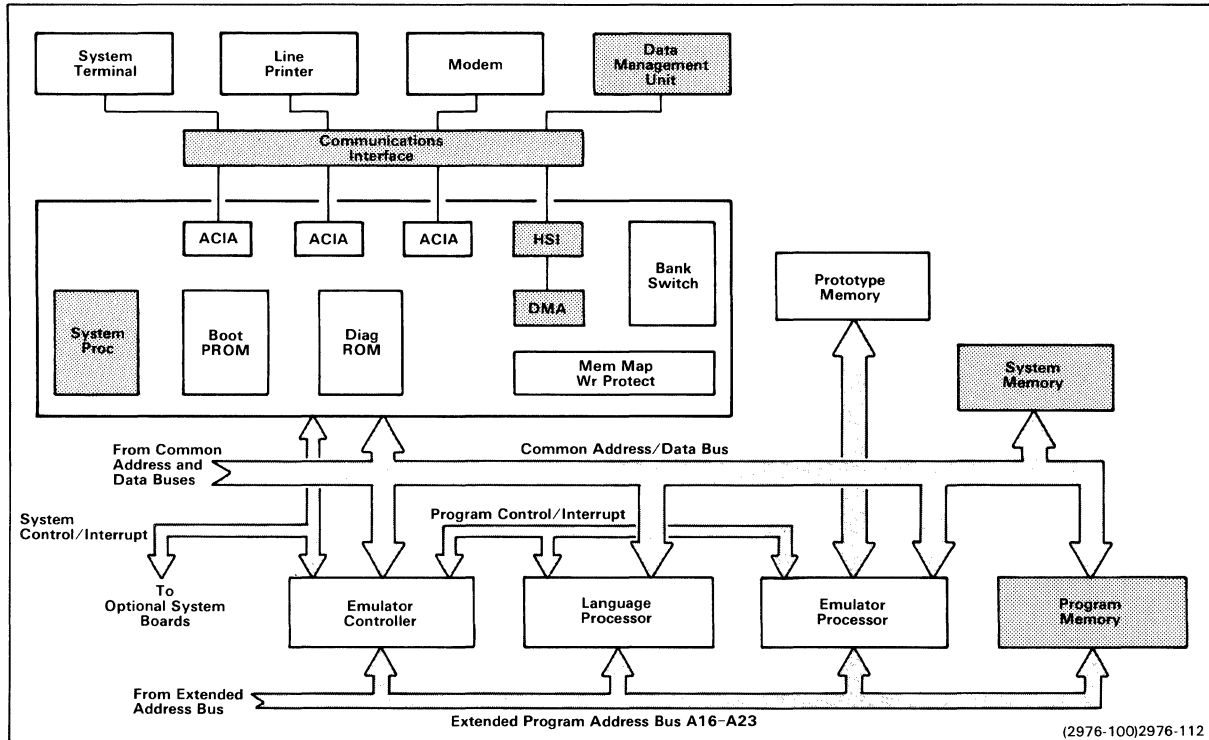 System
Terminal
Line
Printer
Modem
Data
Management
Unit
Communications
Interface
ACIA
ACIA
ACIA
HSI
Bank
Switch
DMA
System
Proc
Boot
PROM
Diag
ROM
Mem Map
Wr Protect
Prototype
Memory
System
Memory
From Common
Address and
Data Buses
Common Address/Data Bus
System
Control/Interrupt
Program Control/Interrupt
To
Optional System
Boards
Emulator
Controller
Language
Processor
Emulator
Processor
Program
Memory
From Extended
Address Bus
Extended Program Address Bus A16–A23
(2976-100)2976-112